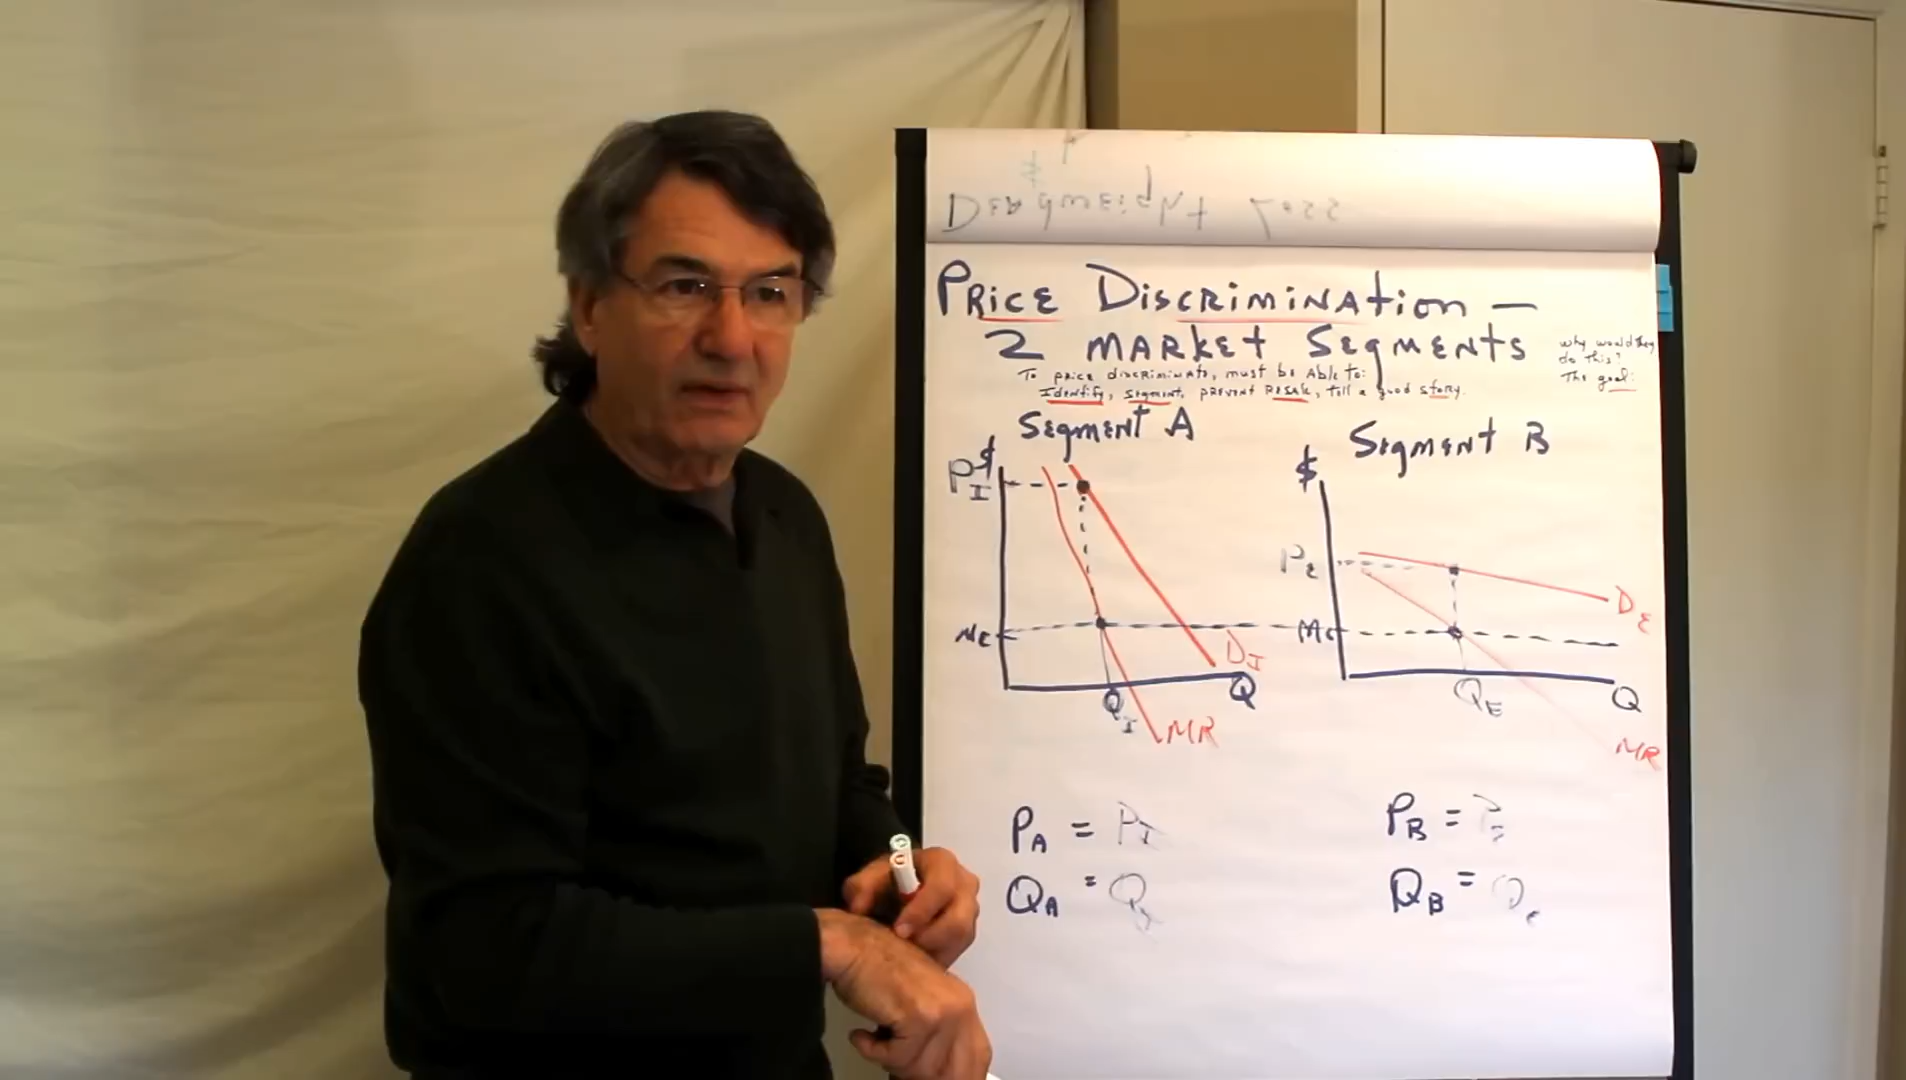 PRICE DISCRIMINATION —
2 MARKET SEGMENTS
To price discriminate, must be Able to:
Identify, segment, prevent Resale, tell a good story.
why would they
do this?
The goal:
Segment A
$
P_I
MC
D_I
Q
Q_I
MR
Segment B
$
P_E
MC
D_E
Q_E
Q
MR
P_A = P_I
Q_A = Q_I
P_B = P_E
Q_B = Q_E